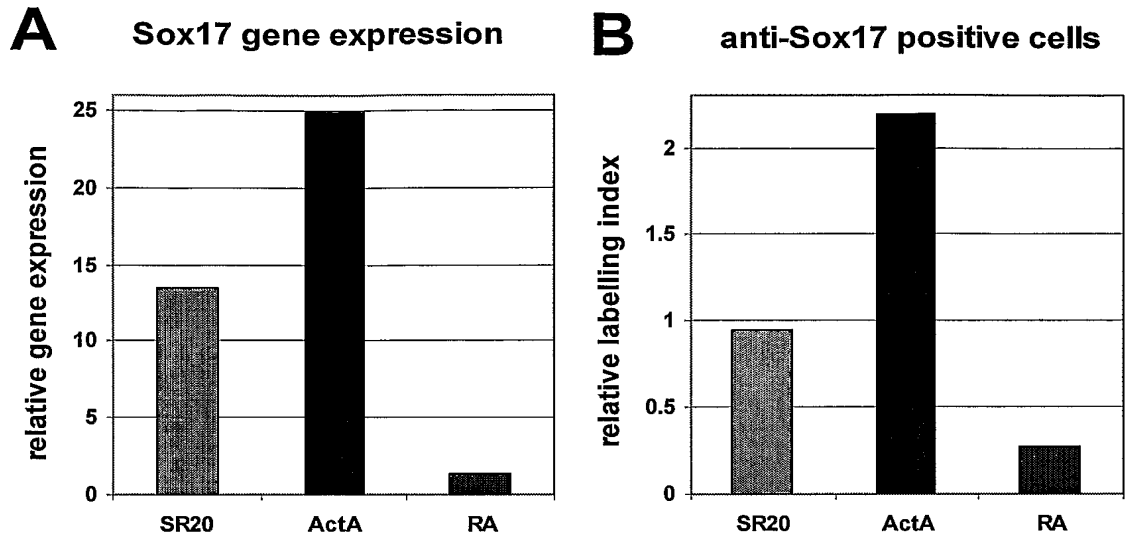 A
Sox17 gene expression
relative gene expression
25
20
15
10
5
0
SR20 ActA RA
B
anti-Sox17 positive cells
relative labelling index
2
1.5
1
0.5
0
SR20 ActA RA